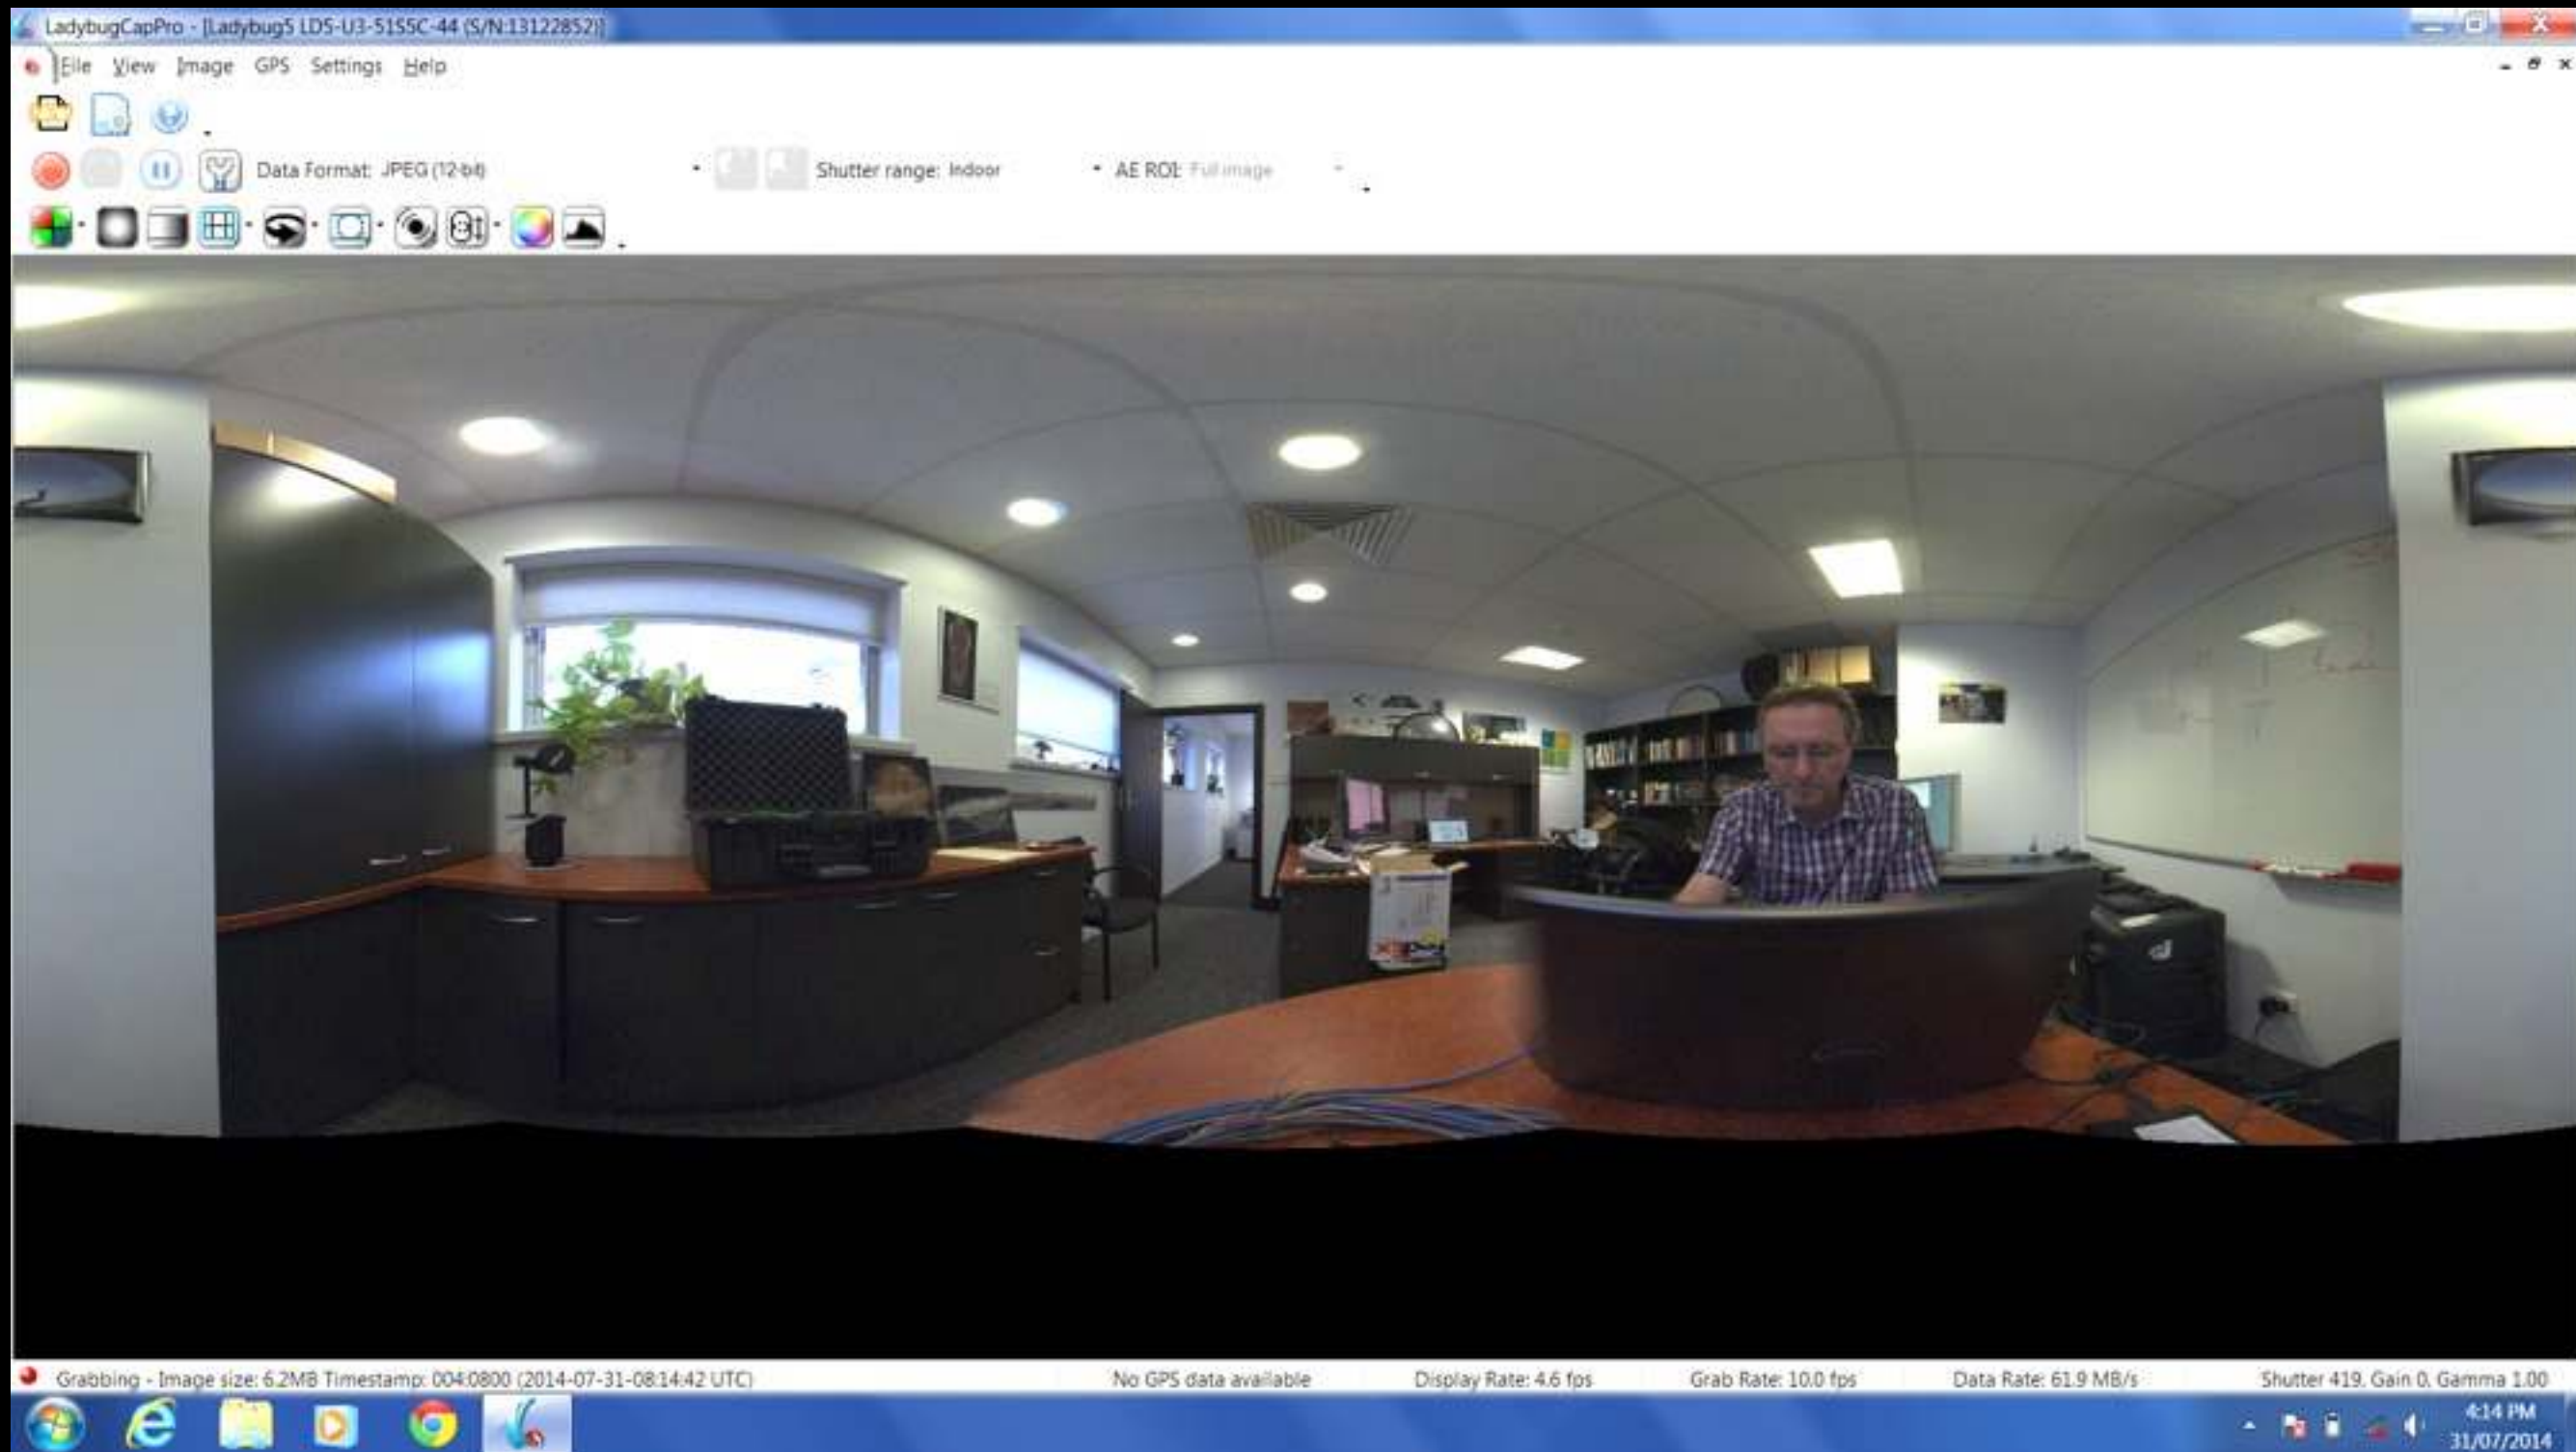 LadybugCapPro - [Ladybug5 LD5-U3-51S5C-44 (S/N:13122852)]
File View Image GPS Settings Help
Data Format: JPEG (12-bit) Shutter range: Indoor AE ROI: Full image
FedEx
Grabbing - Image size: 6.2MB Timestamp: 004:0800 (2014-07-31-08:14:42 UTC) No GPS data available Display Rate: 4.6 fps Grab Rate: 10.0 fps Data Rate: 61.9 MB/s Shutter 419, Gain 0, Gamma 1.00
4:14 PM
31/07/2014